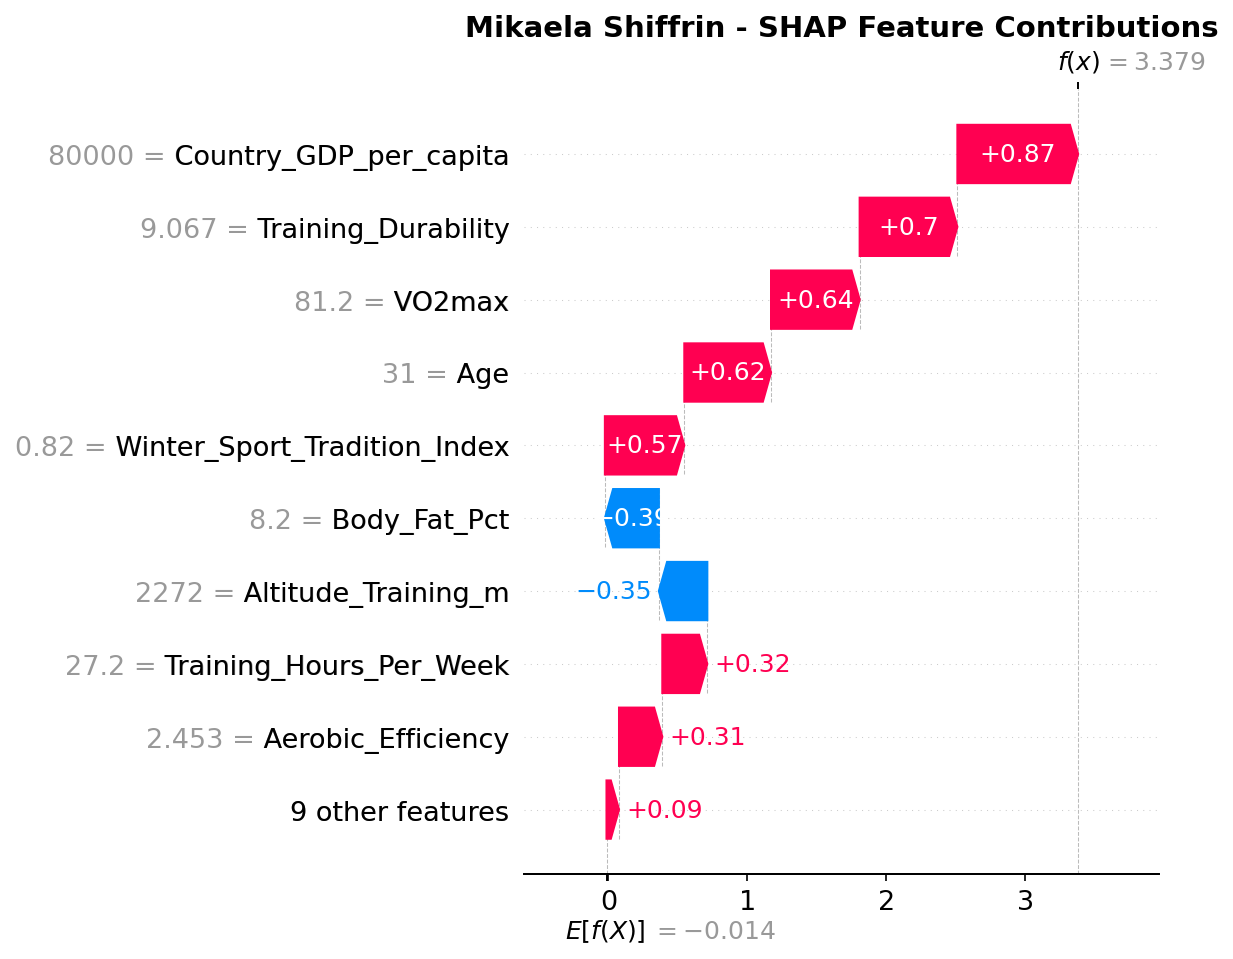 Mikaela Shiffrin - SHAP Feature Contributions
f(x) = 3.379
80000 = Country_GDP_per_capita +0.87
9.067 = Training_Durability +0.7
81.2 = VO2max +0.64
31 = Age +0.62
0.82 = Winter_Sport_Tradition_Index +0.57
8.2 = Body_Fat_Pct −0.39
2272 = Altitude_Training_m −0.35
27.2 = Training_Hours_Per_Week +0.32
2.453 = Aerobic_Efficiency +0.31
9 other features +0.09
0 1 2 3
E[f(X)] = −0.014